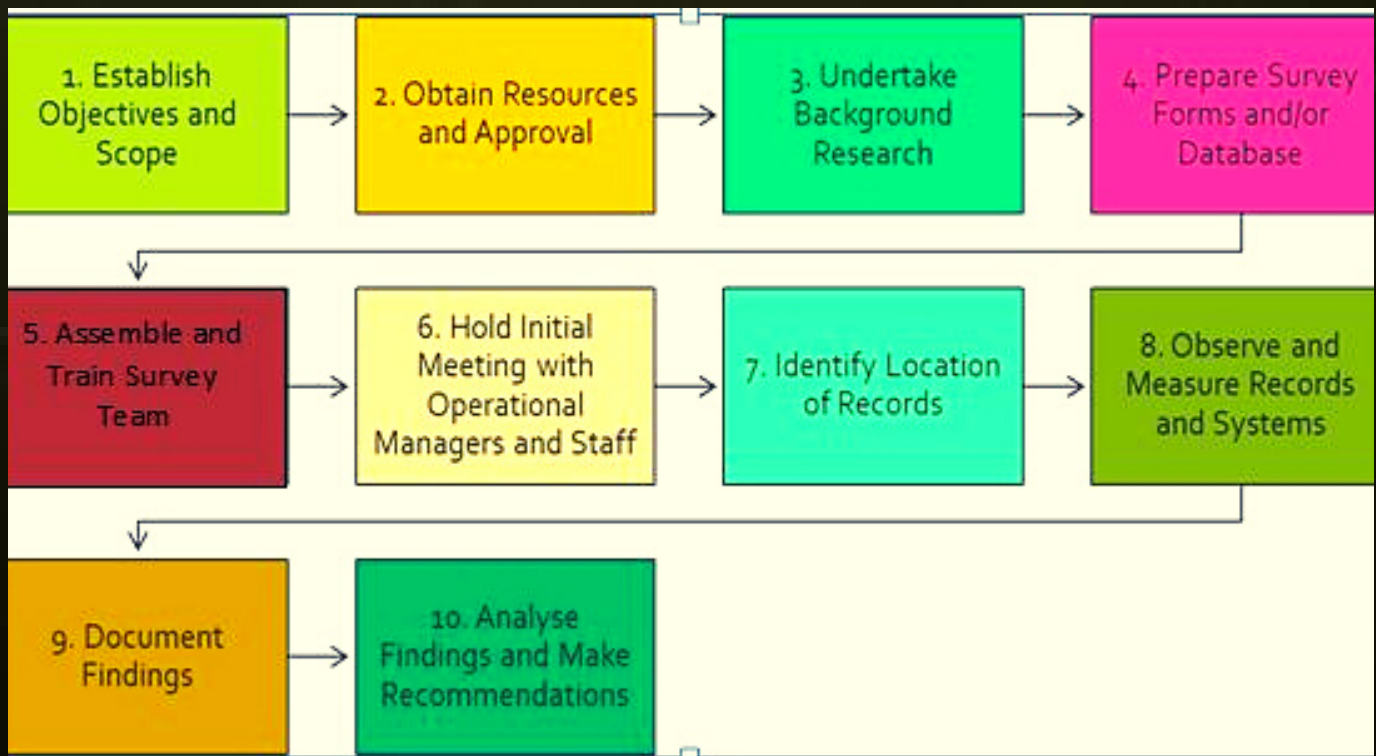 1. Establish
Objectives and
Scope
2. Obtain Resources
and Approval
3. Undertake
Background
Research
4. Prepare Survey
Forms and/or
Database
5. Assemble and
Train Survey
Team
6. Hold Initial
Meeting with
Operational
Managers and Staff
7. Identify Location
of Records
8. Observe and
Measure Records
and Systems
9. Document
Findings
10. Analyse
Findings and Make
Recommendations